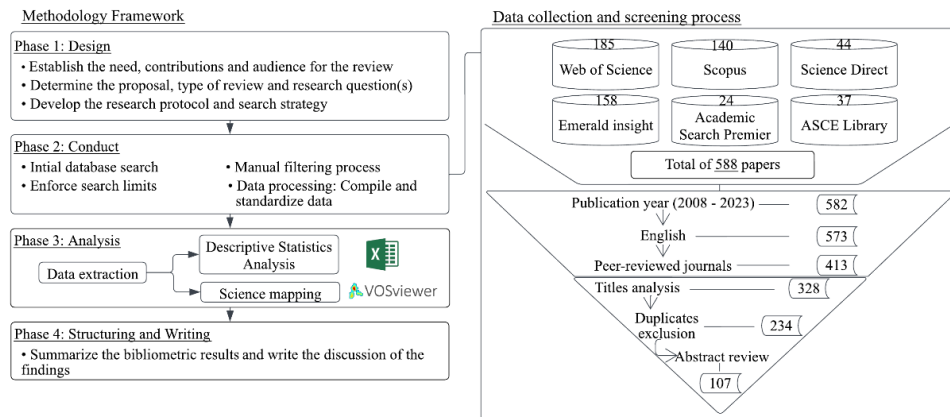 Methodology Framework
Phase 1: Design
• Establish the need, contributions and audience for the review
• Determine the proposal, type of review and research question(s)
• Develop the research protocol and search strategy
Phase 2: Conduct
• Intial database search
• Enforce search limits
• Manual filtering process
• Data processing: Compile and
standardize data
Phase 3: Analysis
Data extraction
Descriptive Statistics
Analysis
Science mapping
VOSviewer
Phase 4: Structuring and Writing
• Summarize the bibliometric results and write the discussion of the
findings
Data collection and screening process
185
Web of Science
140
Scopus
44
Science Direct
158
Emerald insight
24
Academic
Search Premier
37
ASCE Library
Total of 588 papers
Publication year (2008 - 2023)
582
English
573
Peer-reviewed journals
413
Titles analysis
328
Duplicates
exclusion
234
Abstract review
107